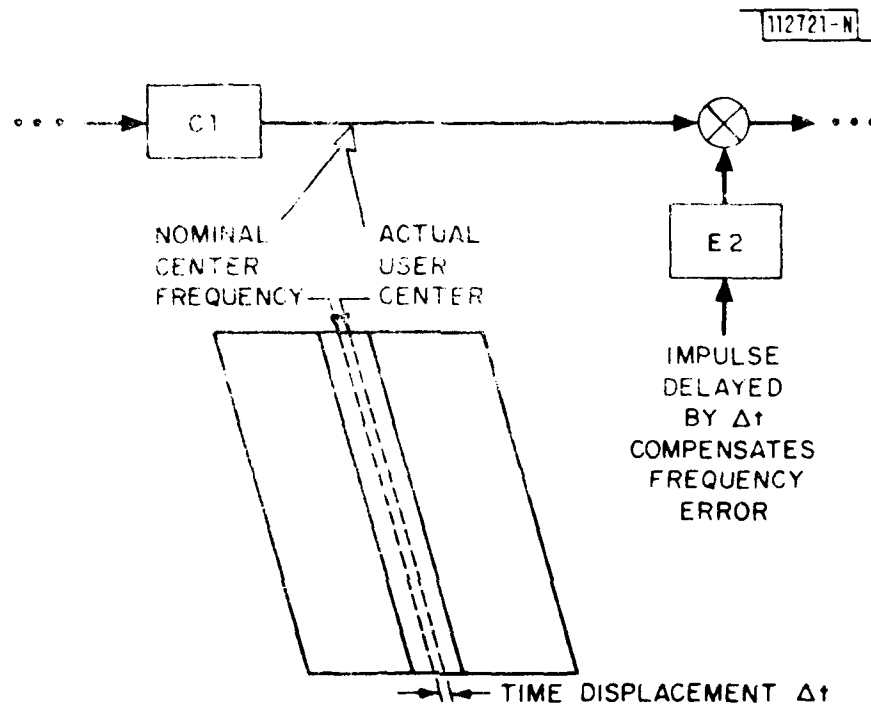 112721-N
C1
NOMINAL
CENTER
FREQUENCY
ACTUAL
USER
CENTER
E2
IMPULSE
DELAYED
BY Δt
COMPENSATES
FREQUENCY
ERROR
TIME DISPLACEMENT Δt